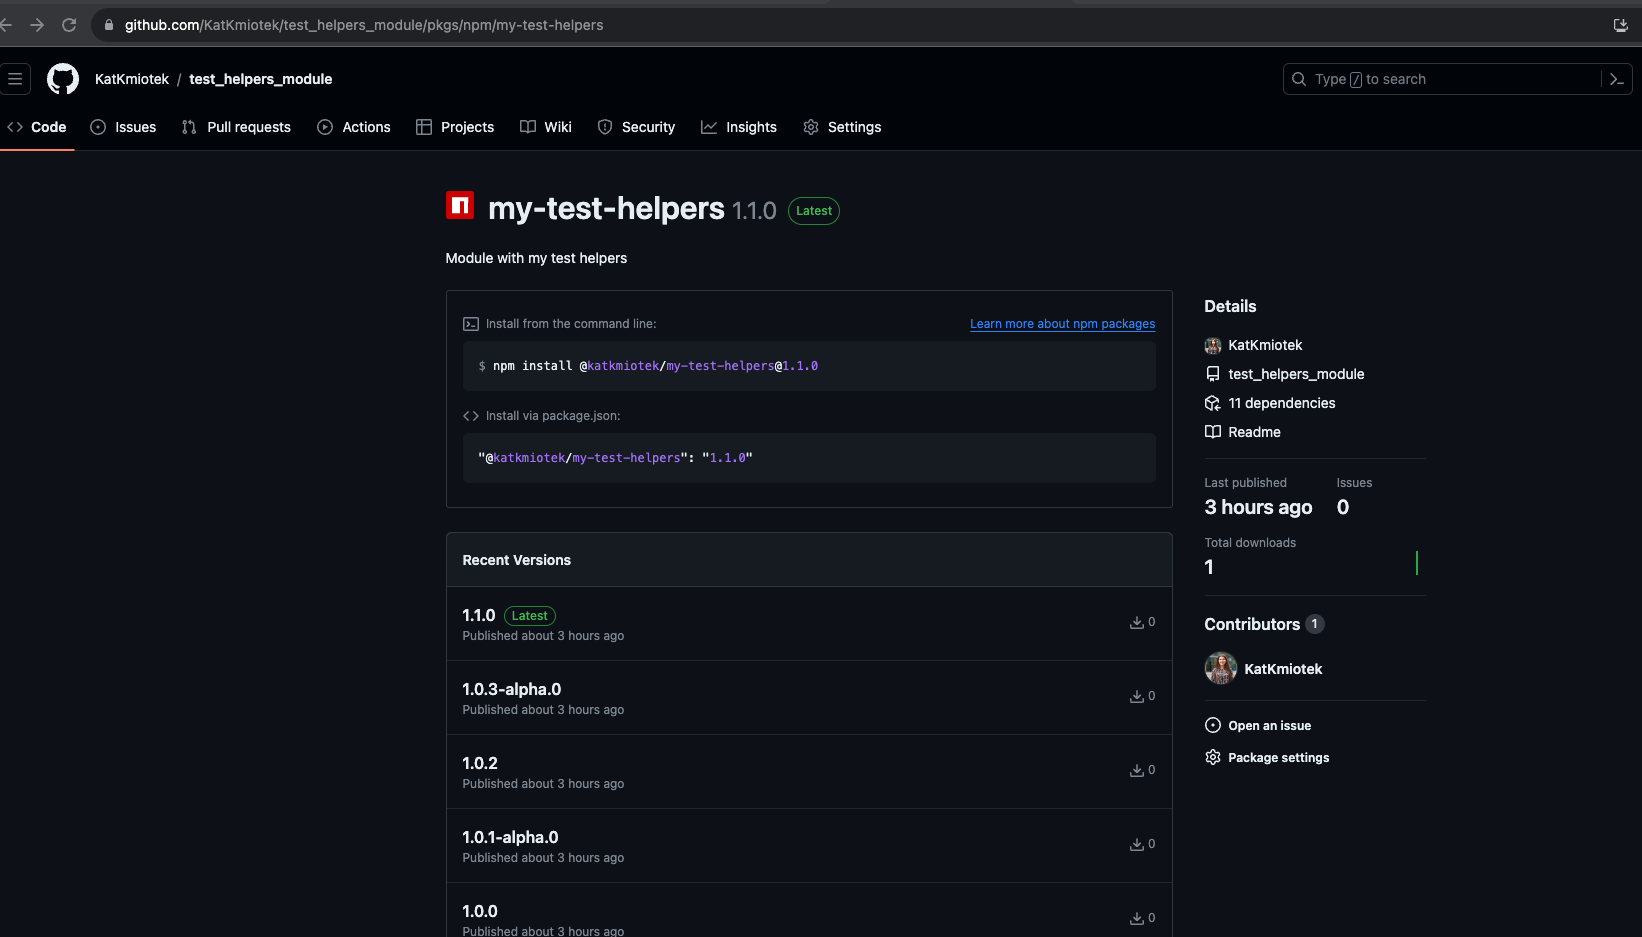 github.com/KatKmiotek/test_helpers_module/pkgs/npm/my-test-helpers
KatKmiotek / test_helpers_module
Type / to search
Code Issues Pull requests Actions Projects Wiki Security Insights Settings
my-test-helpers 1.1.0 Latest
Module with my test helpers
Install from the command line: Learn more about npm packages
$ npm install @katkmiotek/my-test-helpers@1.1.0
Install via package.json:
"@katkmiotek/my-test-helpers": "1.1.0"
Recent Versions
1.1.0 Latest
Published about 3 hours ago
0
1.0.3-alpha.0
Published about 3 hours ago
0
1.0.2
Published about 3 hours ago
0
1.0.1-alpha.0
Published about 3 hours ago
0
1.0.0
Published about 3 hours ago
0
Details
KatKmiotek
test_helpers_module
11 dependencies
Readme
Last published Issues
3 hours ago 0
Total downloads
1
Contributors 1
KatKmiotek
Open an issue
Package settings